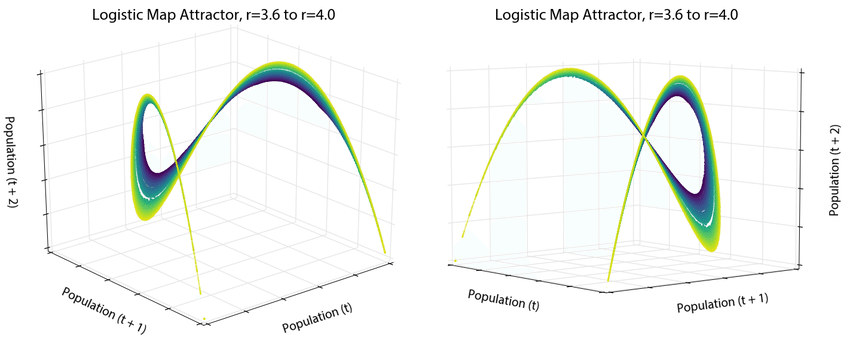 Logistic Map Attractor, r=3.6 to r=4.0
Population (t + 2)
Population (t + 1)
Population (t)
Logistic Map Attractor, r=3.6 to r=4.0
Population (t + 2)
Population (t)
Population (t + 1)